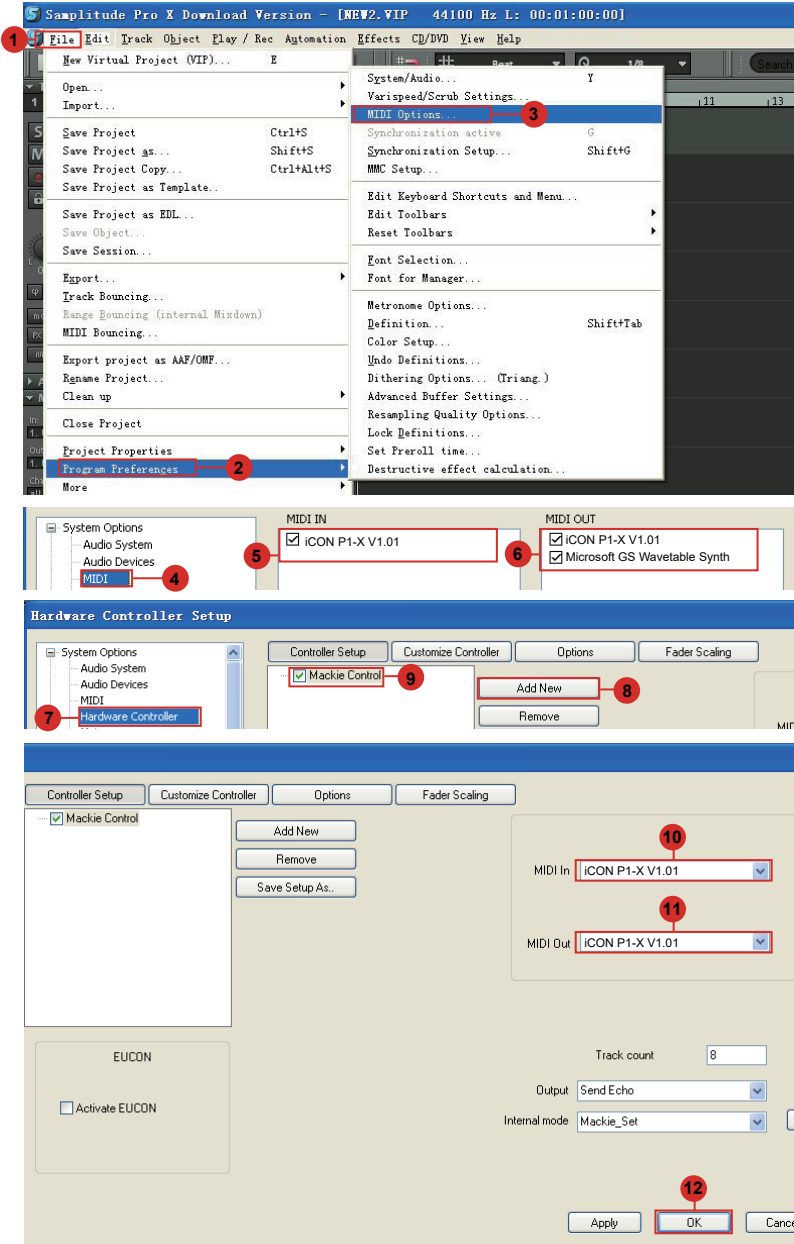 Samplitude Pro X Download Version - [NEW2.VIP 44100 Hz L: 00:01:00:00]
1 File Edit Track Object Play / Rec Automation Effects CD/DVD View Help
New Virtual Project (VIP)... E
Open...
Import...
Save Project Ctrl+S
Save Project as... Shift+S
Save Project Copy... Ctrl+Alt+S
Save Project as Template..
Save Project as EDL...
Save Object...
Save Session...
Export...
Track Bouncing...
Range Bouncing (internal Mixdown)
MIDI Bouncing...
Export project as AAF/OMF...
Rename Project...
Clean up
Close Project
Project Properties
Program Preferences 2
More
Beat 1/8 Search
System/Audio... Y
Varispeed/Scrub Settings...
MIDI Options... 3
Synchronization active G
Synchronization Setup... Shift+G
MMC Setup...
Edit Keyboard Shortcuts and Menu...
Edit Toolbars
Reset Toolbars
Font Selection...
Font for Manager...
Metronome Options...
Definition... Shift+Tab
Color Setup...
Undo Definitions...
Dithering Options... (Triang.)
Advanced Buffer Settings...
Resampling Quality Options...
Lock Definitions...
Set Preroll time...
Destructive effect calculation...
11 13
System Options
Audio System
Audio Devices
MIDI 4
MIDI IN
5 iCON P1-X V1.01
MIDI OUT
6 iCON P1-X V1.01
Microsoft GS Wavetable Synth
Hardware Controller Setup
System Options
Audio System
Audio Devices
MIDI
7 Hardware Controller
Controller Setup Customize Controller Options Fader Scaling
Mackie Control 9
Add New 8
Remove
Controller Setup Customize Controller Options Fader Scaling
Mackie Control
Add New
Remove
Save Setup As..
10
MIDI In iCON P1-X V1.01
11
MIDI Out iCON P1-X V1.01
EUCON
Activate EUCON
Track count 8
Output Send Echo
Internal mode Mackie_Set
12
Apply OK Cance